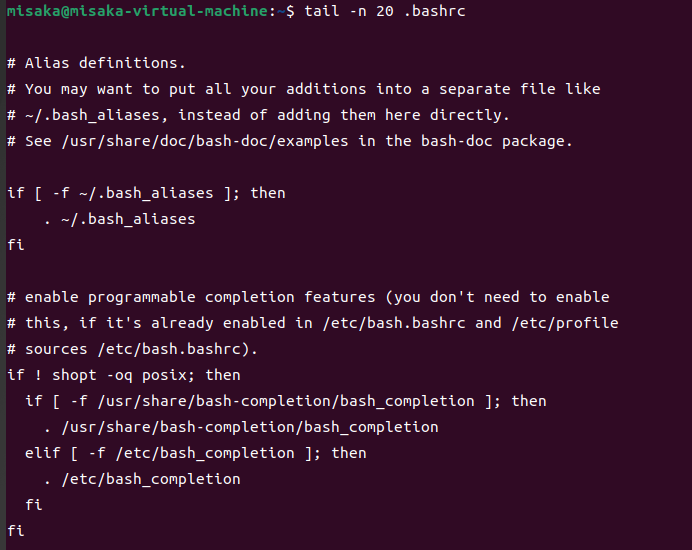 misaka@misaka-virtual-machine:~$ tail -n 20 .bashrc
# Alias definitions.
# You may want to put all your additions into a separate file like
# ~/.bash_aliases, instead of adding them here directly.
# See /usr/share/doc/bash-doc/examples in the bash-doc package.
if [ -f ~/.bash_aliases ]; then
    . ~/.bash_aliases
fi
# enable programmable completion features (you don't need to enable
# this, if it's already enabled in /etc/bash.bashrc and /etc/profile
# sources /etc/bash.bashrc).
if ! shopt -oq posix; then
  if [ -f /usr/share/bash-completion/bash_completion ]; then
    . /usr/share/bash-completion/bash_completion
  elif [ -f /etc/bash_completion ]; then
    . /etc/bash_completion
  fi
fi